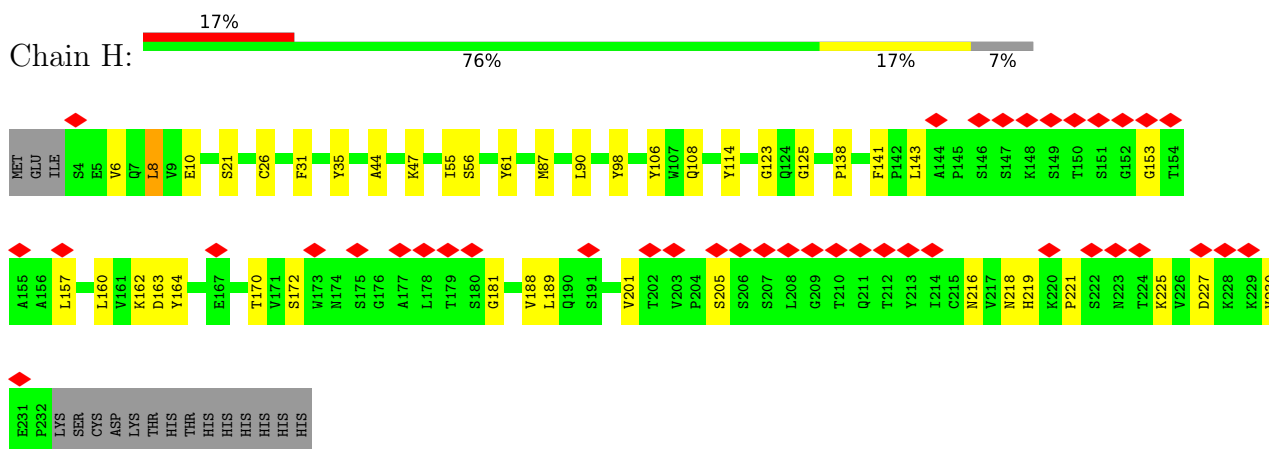 17%
Chain H:
76% 17% 7%
MET GLU ILE S4 E5 V6 Q7 L8 V9 E10 S21 C26 F31 Y35 A44 K47 I55 S56 Y61 M87 L90 Y98 Y106 W107 Q108 Y114 G123 Q124 G125 P138 F141 P142 L143 A144 P145 S146 S147 K148 S149 T150 S151 G152 G153 T154
A155 A156 L157 L160 V161 K162 D163 Y164 E167 T170 V171 S172 W173 N174 S175 G176 A177 L178 T179 S180 G181 V188 L189 Q190 S191 V201 T202 V203 P204 S205 S206 S207 L208 G209 T210 Q211 T212 Y213 I214 C215 N216 V217 N218 H219 K220 P221 S222 N223 T224 K225 V226 D227 K228 K229
E231 P232 LYS SER CYS ASP LYS THR HIS THR HIS HIS HIS HIS HIS HIS